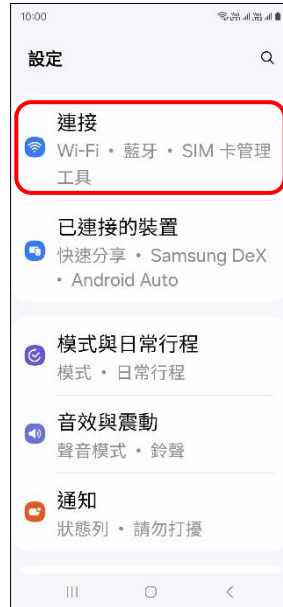 10:00
設定
連接
Wi-Fi • 藍牙 • SIM 卡管理
工具
已連接的裝置
快速分享 • Samsung DeX
• Android Auto
模式與日常行程
模式 • 日常行程
音效與震動
聲音模式 • 鈴聲
通知
狀態列 • 請勿打擾